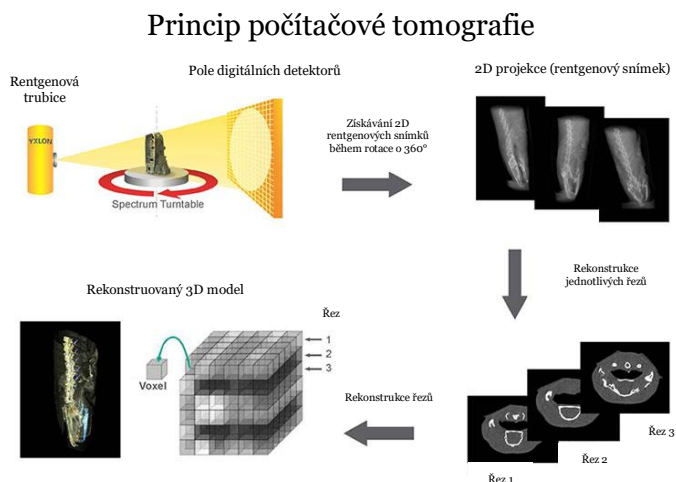 Princip počítačové tomografie
Rentgenová
trubice
Pole digitálních detektorů
2D projekce (rentgenový snímek)
YXLON
Získávání 2D
rentgenových snímků
během rotace o 360°
Spectrum Turntable
Rekonstrukce
jednotlivých řezů
Rekonstruovaný 3D model
Řez
1
2
3
Voxel
Rekonstrukce řezů
Řez 3
Řez 2
Řez 1